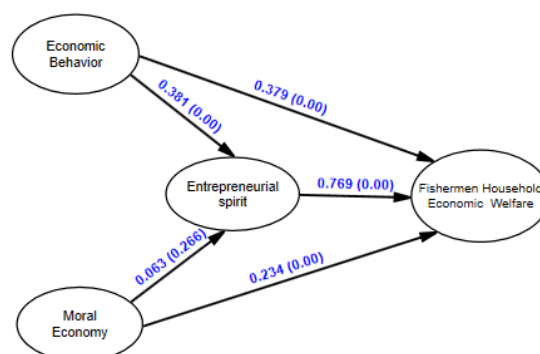 Economic
Behavior
0.379 (0.00)
0.381 (0.00)
Entrepreneurial
spirit
0.769 (0.00)
Fishermen Household
Economic Welfare
0.063 (0.266)
0.234 (0.00)
Moral
Economy